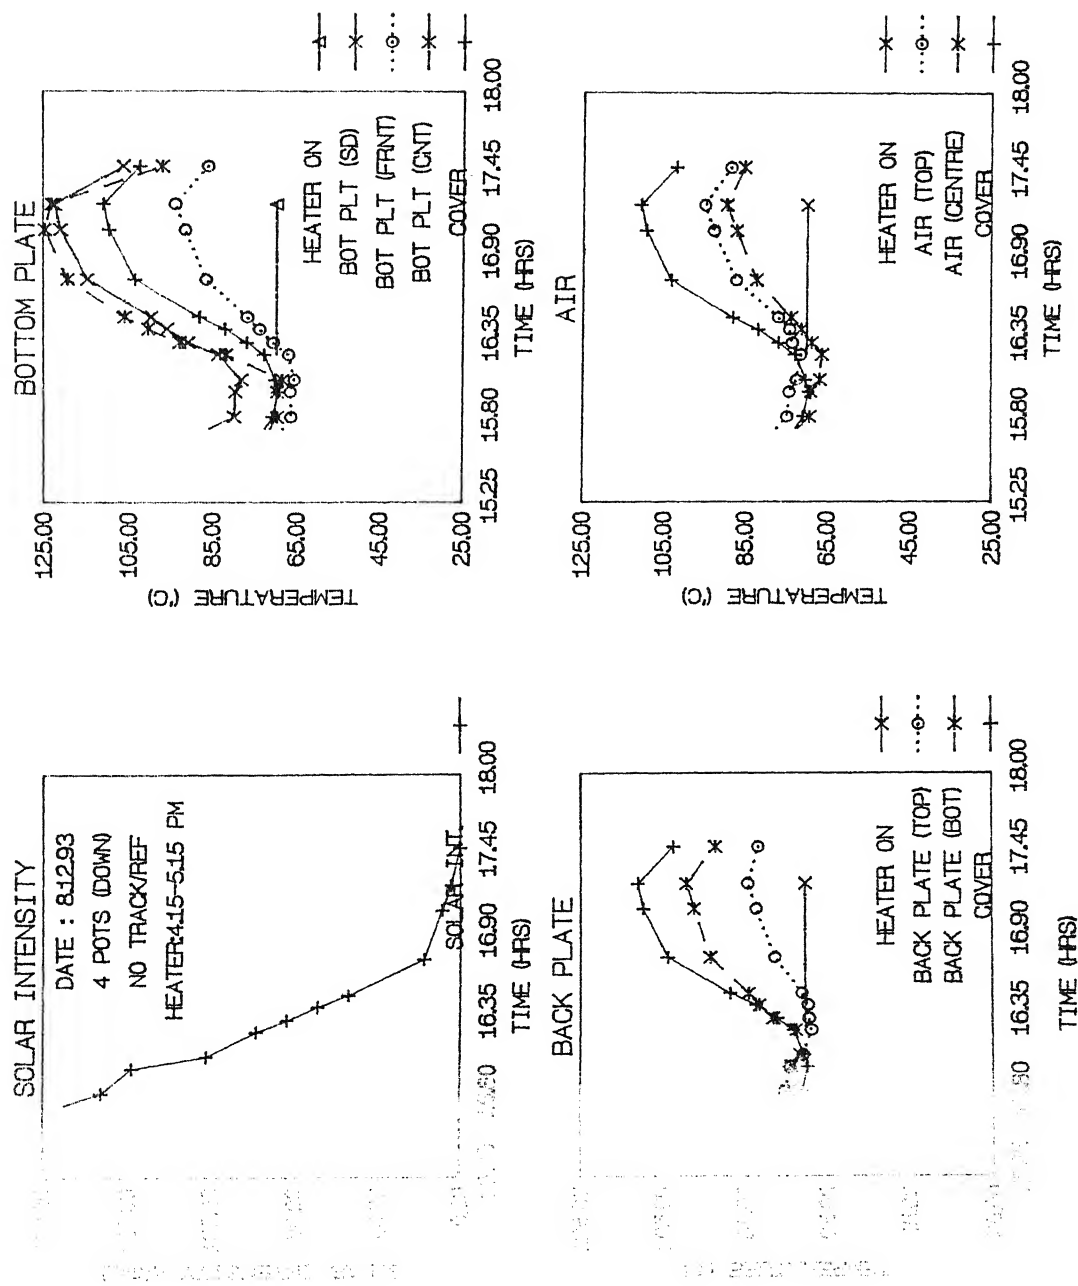 SOLAR INTENSITY
DATE : 8.12.93
4 POTS (DOWN)
NO TRACK/REF
HEATER:4.15-5.15 PM
SOLAR INT.
16.35 16.90 17.45 18.00
TIME (HRS)
BOTTOM PLATE
125.00
105.00
85.00
65.00
45.00
25.00
TEMPERATURE (°C)
HEATER ON
BOT PLT (SD)
BOT PLT (FRNT)
BOT PLT (CNT)
COVER
15.25 15.80 16.35 16.90 17.45 18.00
TIME (HRS)
BACK PLATE
HEATER ON
BACK PLATE (TOP)
BACK PLATE (BOT)
COVER
16.35 16.90 17.45 18.00
TIME (HRS)
AIR
125.00
105.00
85.00
65.00
45.00
25.00
TEMPERATURE (°C)
HEATER ON
AIR (TOP)
AIR (CENTRE)
COVER
15.25 15.80 16.35 16.90 17.45 18.00
TIME (HRS)